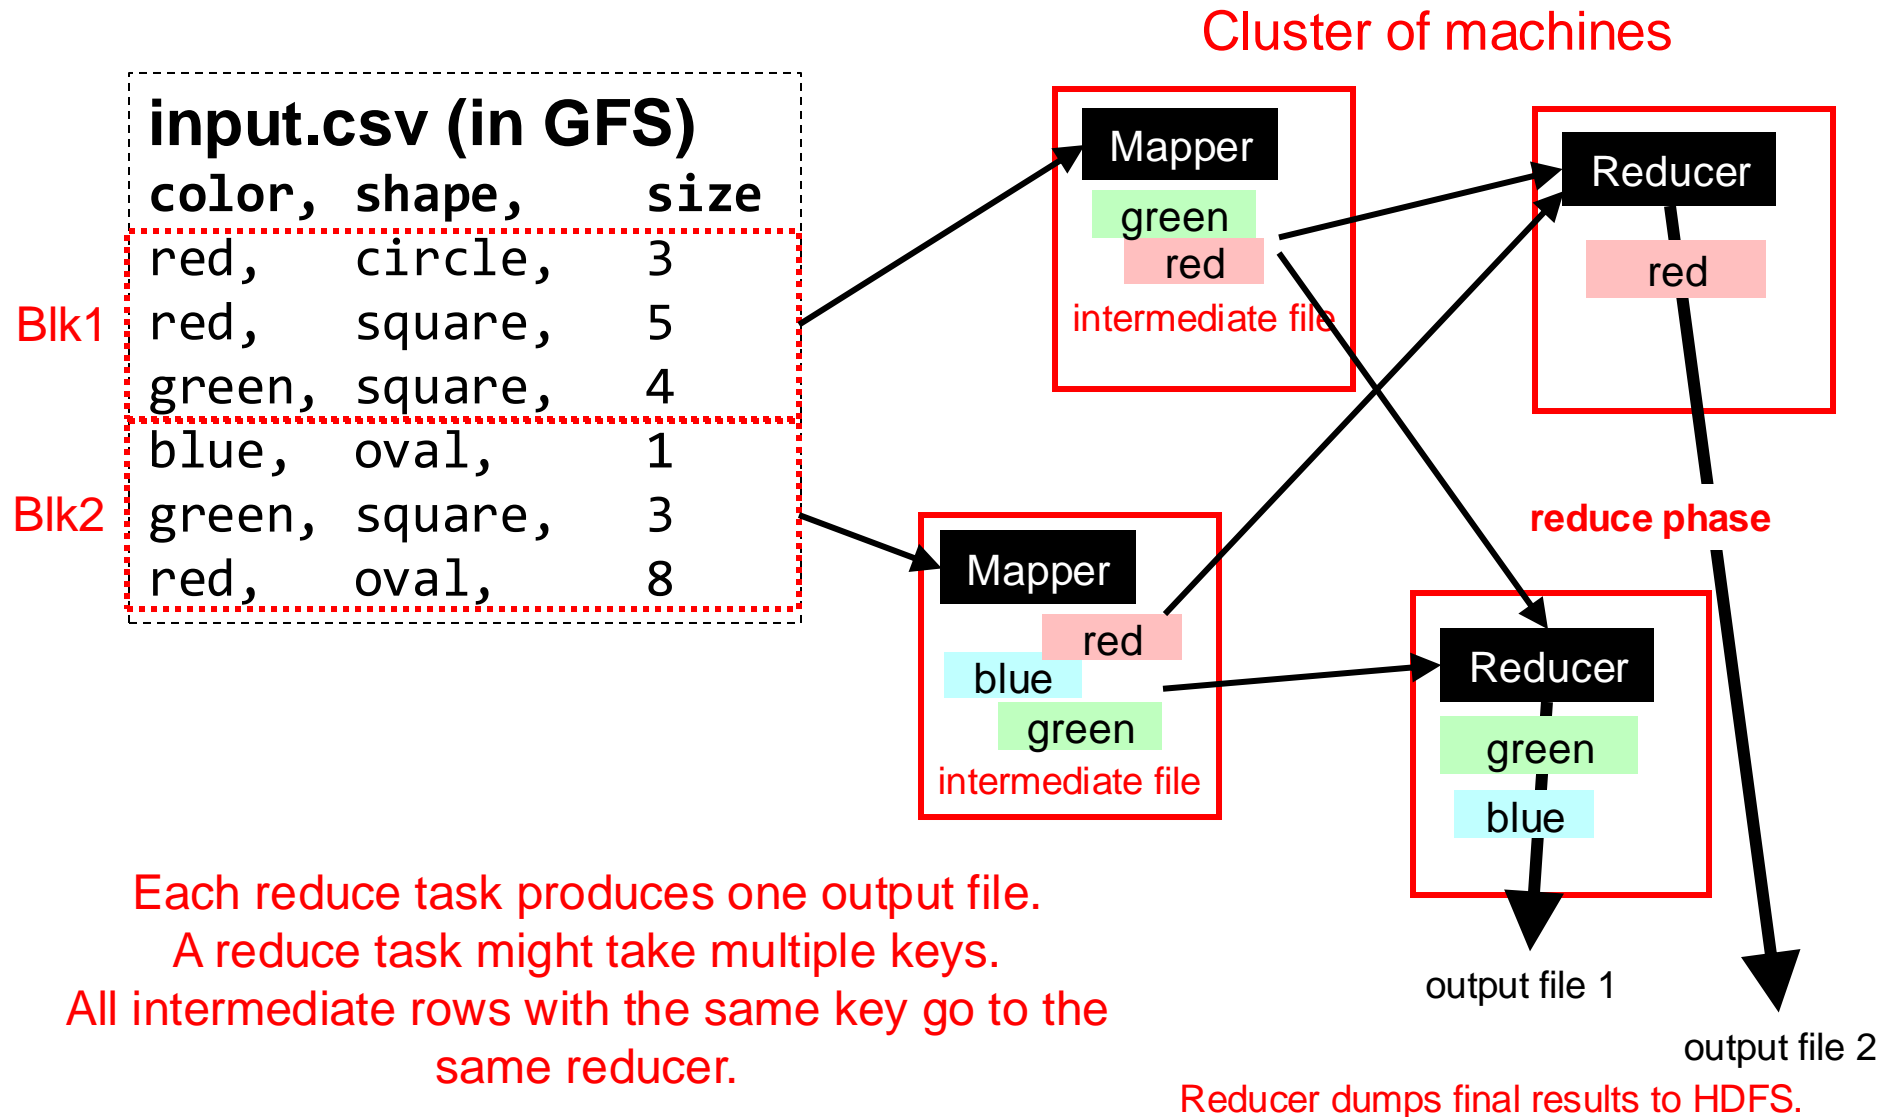 Cluster of machines
input.csv (in GFS)
color, shape, size
red, circle, 3
red, square, 5
green, square, 4
blue, oval, 1
green, square, 3
red, oval, 8
Blk1
Blk2
Mapper
green
red
intermediate file
Mapper
red
blue
green
intermediate file
Reducer
red
reduce phase
Reducer
green
blue
output file 1
output file 2
Each reduce task produces one output file.
A reduce task might take multiple keys.
All intermediate rows with the same key go to the
same reducer.
Reducer dumps final results to HDFS.